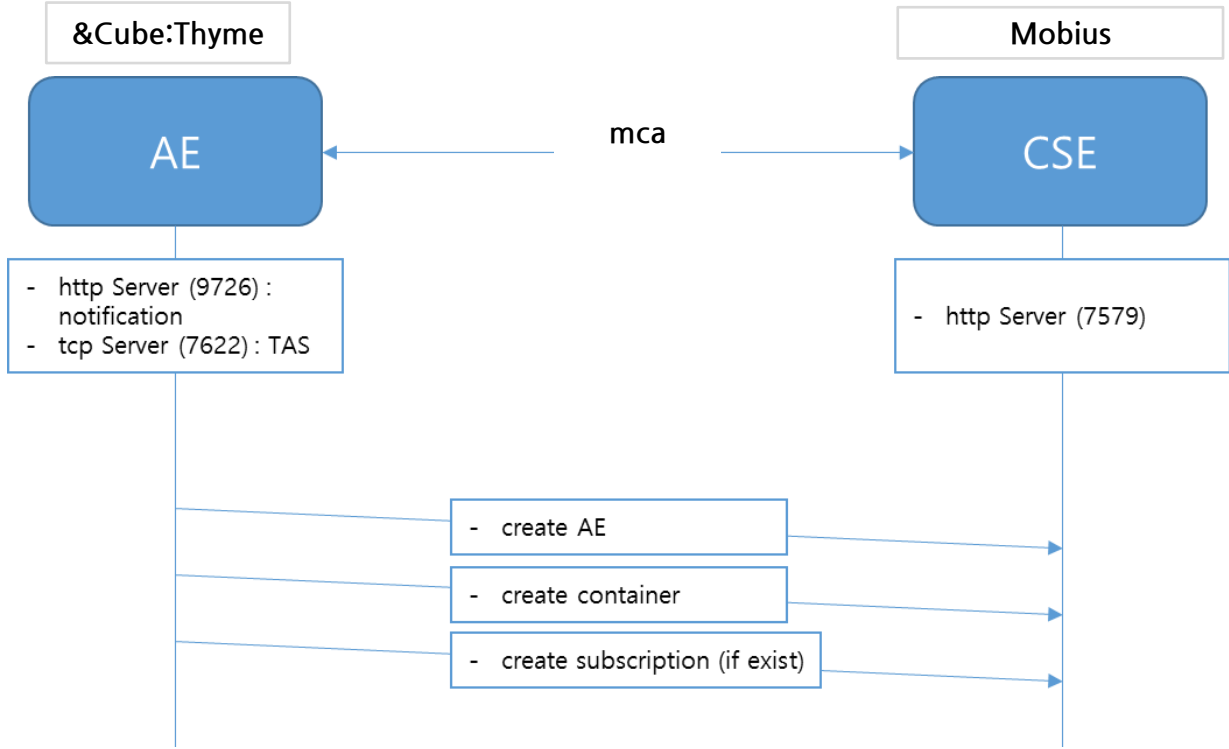 &Cube:Thyme
Mobius
AE
mca
CSE
- http Server (9726) :
notification
- tcp Server (7622) : TAS
- http Server (7579)
- create AE
- create container
- create subscription (if exist)